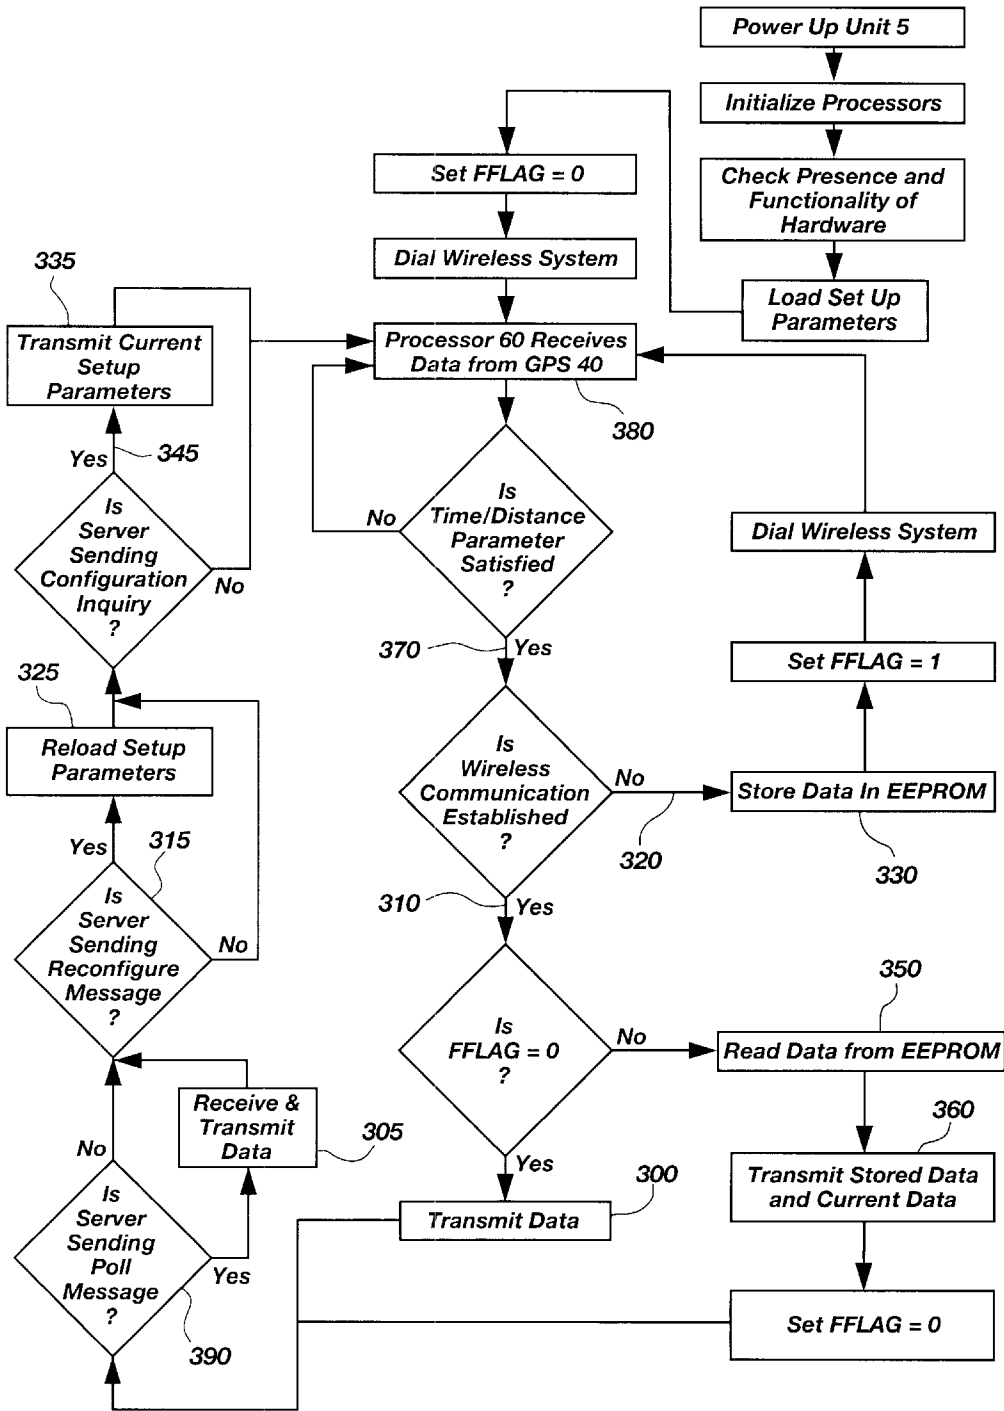 Power Up Unit 5
Initialize Processors
Check Presence and
Functionality of
Hardware
Load Set Up
Parameters
Set FFLAG = 0
Dial Wireless System
Processor 60 Receives
Data from GPS 40
380
Is
Time/Distance
Parameter
Satisfied
?
No
370
Yes
Is
Wireless
Communication
Established
?
No
320
Store Data In EEPROM
330
Set FFLAG = 1
Dial Wireless System
310
Yes
Is
FFLAG = 0
?
No
350
Read Data from EEPROM
360
Transmit Stored Data
and Current Data
Set FFLAG = 0
Yes
300
Transmit Data
Is
Server
Sending
Poll
Message
?
390
Yes
No
Receive &
Transmit
Data
305
Is
Server
Sending
Reconfigure
Message
?
315
No
Yes
325
Reload Setup
Parameters
Is
Server
Sending
Configuration
Inquiry
?
No
Yes
345
335
Transmit Current
Setup
Parameters